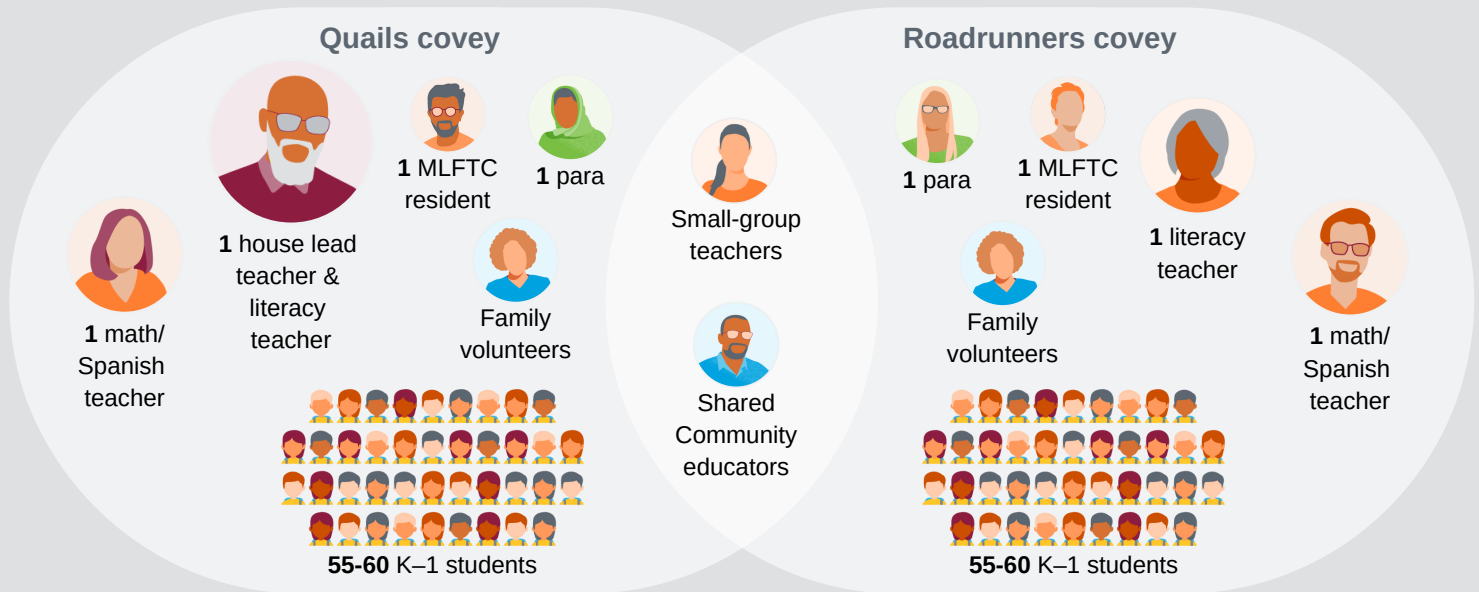 Quails covey
1 MLFTC
resident
1 para
1 house lead
teacher &
literacy
teacher
1 math/
Spanish
teacher
Family
volunteers
55-60 K–1 students
Small-group
teachers
Shared
Community
educators
Roadrunners covey
1 para
1 MLFTC
resident
1 literacy
teacher
Family
volunteers
1 math/
Spanish
teacher
55-60 K–1 students